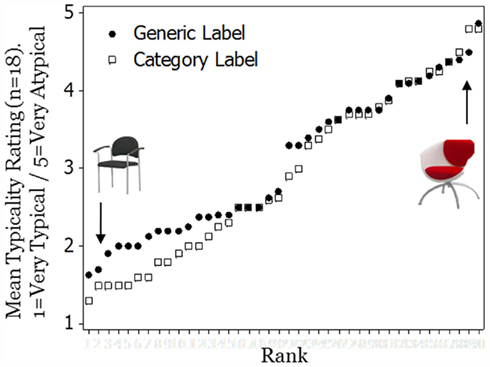 Mean Typicality Rating (n=18).
1=Very Typical / 5=Very Atypical
5
4
3
2
1
Generic Label
Category Label
Rank